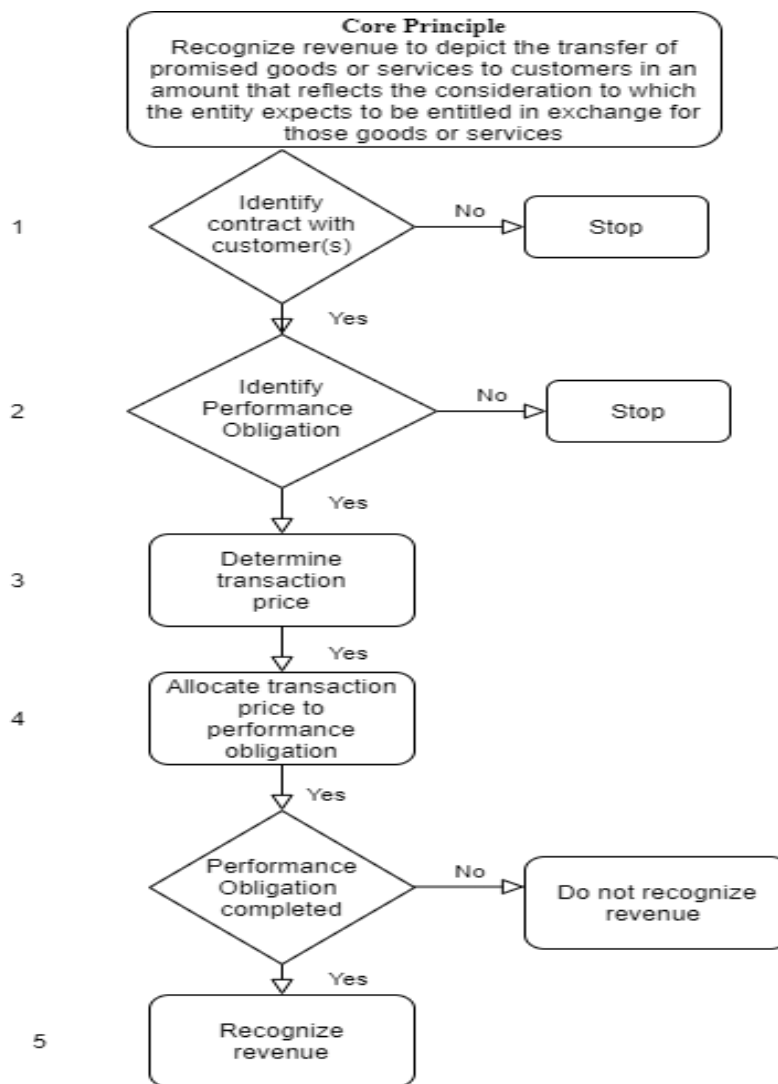 Core Principle
Recognize revenue to depict the transfer of
promised goods or services to customers in an
amount that reflects the consideration to which
the entity expects to be entitled in exchange for
those goods or services
1
Identify
contract with
customer(s)
No
Stop
Yes
2
Identify
Performance
Obligation
No
Stop
Yes
3
Determine
transaction
price
Yes
4
Allocate transaction
price to
performance
obligation
Yes
Performance
Obligation
completed
No
Do not recognize
revenue
Yes
5
Recognize
revenue